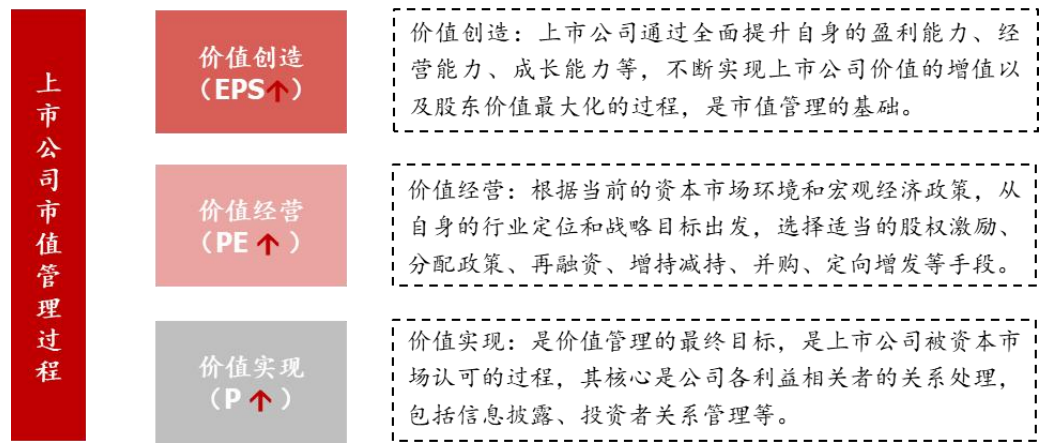 上市公司市值管理过程
价值创造
（EPS↑）
价值创造：上市公司通过全面提升自身的盈利能力、经
营能力、成长能力等，不断实现上市公司价值的增值以
及股东价值最大化的过程，是市值管理的基础。
价值经营
（PE ↑ ）
价值经营：根据当前的资本市场环境和宏观经济政策，从
自身的行业定位和战略目标出发，选择适当的股权激励、
分配政策、再融资、增持减持、并购、定向增发等手段。
价值实现
（P ↑ ）
价值实现：是价值管理的最终目标，是上市公司被资本市
场认可的过程，其核心是公司各利益相关者的关系处理，
包括信息披露、投资者关系管理等。